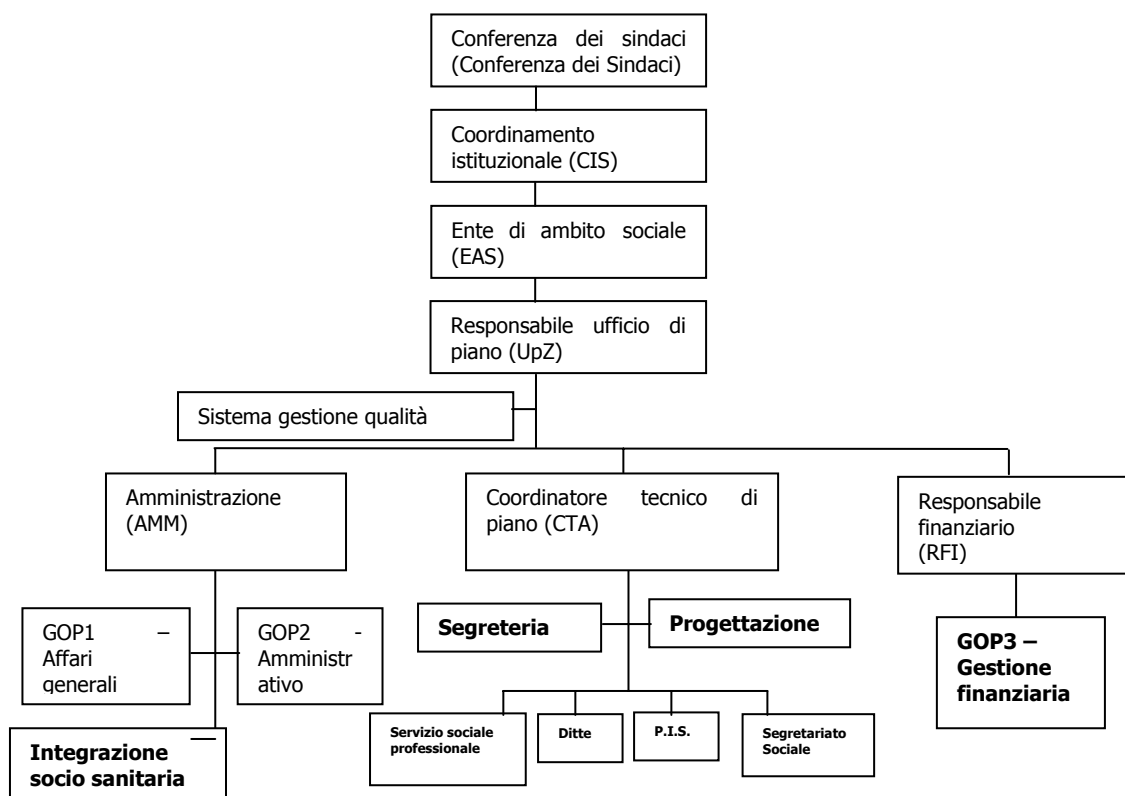 Conferenza dei sindaci
(Conferenza dei Sindaci)
Coordinamento
istituzionale (CIS)
Ente di ambito sociale
(EAS)
Responsabile ufficio di
piano (UpZ)
Sistema gestione qualità
Amministrazione
(AMM)
Coordinatore tecnico di
piano (CTA)
Responsabile
finanziario
(RFI)
GOP1 –
Affari
generali
GOP2 -
Amministr
ativo
Segreteria
Progettazione
GOP3 –
Gestione
finanziaria
Integrazione
socio sanitaria
Servizio sociale
professionale
Ditte
P.I.S.
Segretariato
Sociale